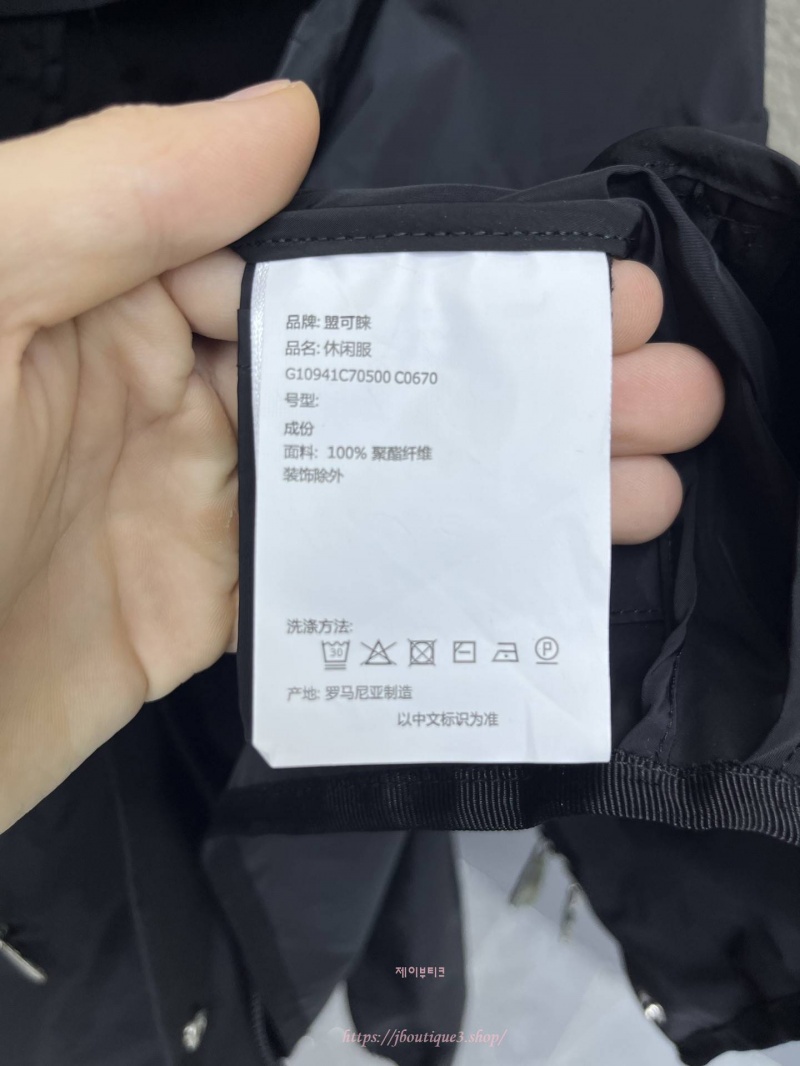 品牌: 盟可睐
品名: 休闲服
G10941C70500 C0670
号型:
成份
面料: 100% 聚酯纤维
装饰除外
洗涤方法:
30
P
产地: 罗马尼亚制造
以中文标识为准
제이부티크
https://jboutique3.shop/